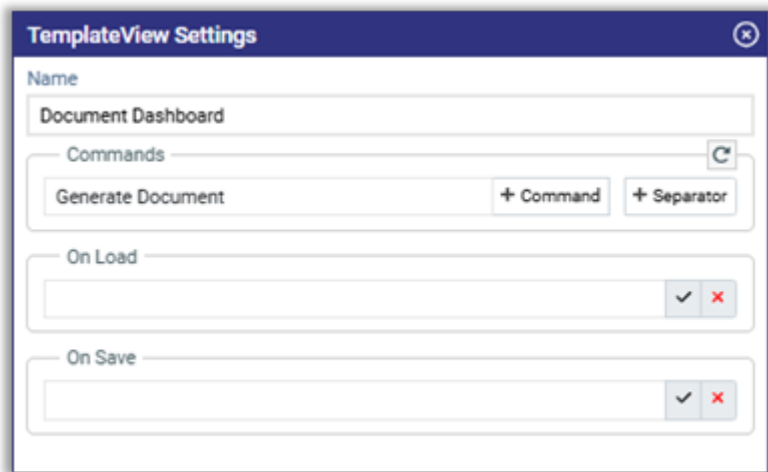 TemplateView Settings
Name
Document Dashboard
Commands
Generate Document + Command + Separator
On Load
On Save